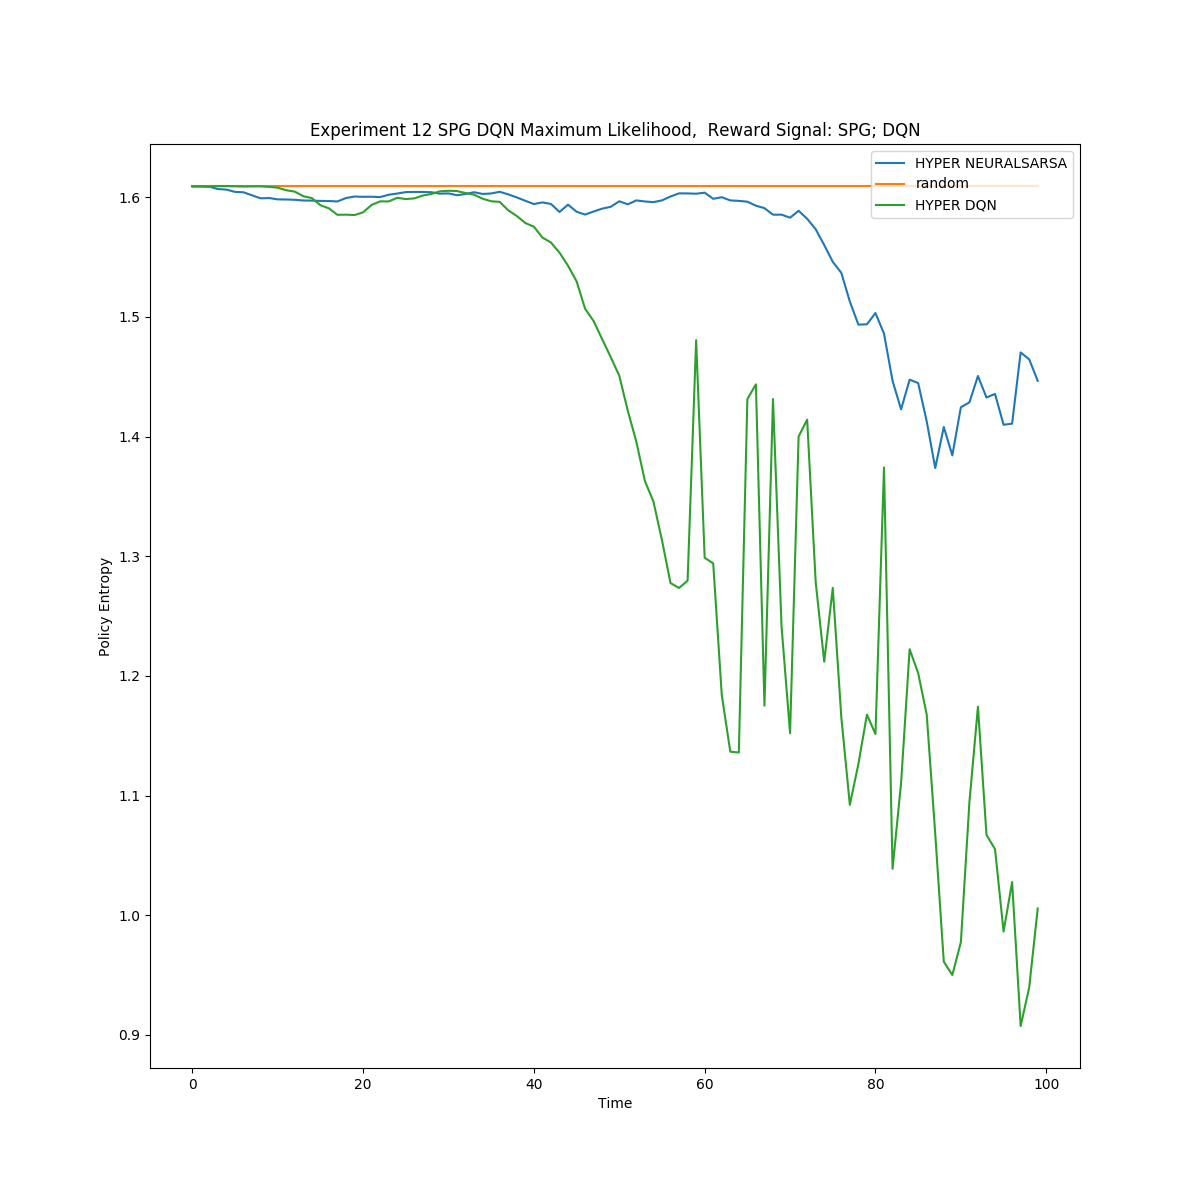 Experiment 12 SPG DQN Maximum Likelihood,  Reward Signal: SPG; DQN
HYPER NEURALSARSA
random
HYPER DQN
Policy Entropy
1.6
1.5
1.4
1.3
1.2
1.1
1.0
0.9
0 20 40 60 80 100
Time